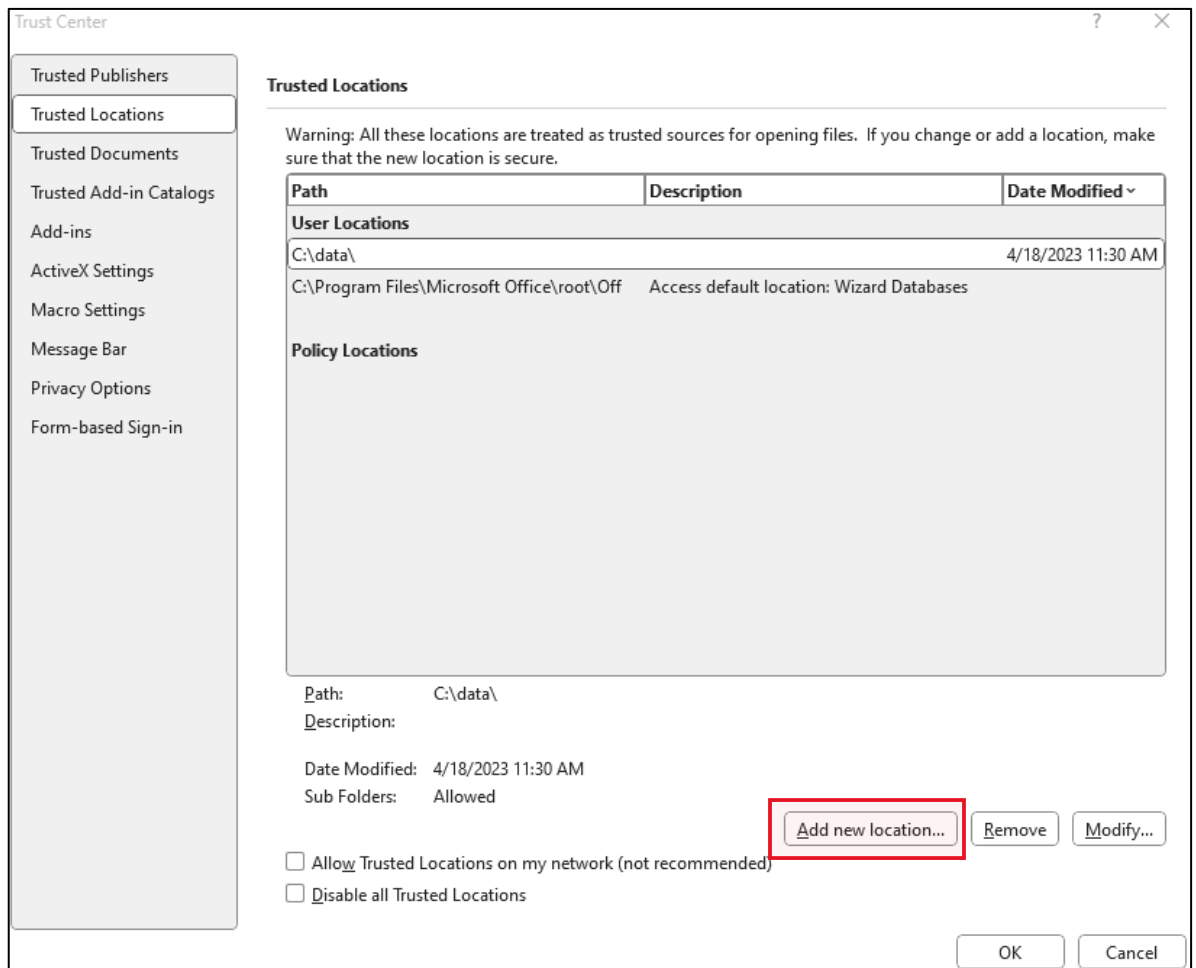 Trust Center
?
Trusted Publishers
Trusted Locations
Trusted Documents
Trusted Add-in Catalogs
Add-ins
ActiveX Settings
Macro Settings
Message Bar
Privacy Options
Form-based Sign-in
Trusted Locations
Warning: All these locations are treated as trusted sources for opening files.  If you change or add a location, make
sure that the new location is secure.
Path Description Date Modified
User Locations
C:\data\ 4/18/2023 11:30 AM
C:\Program Files\Microsoft Office\root\Off Access default location: Wizard Databases
Policy Locations
Path: C:\data\
Description:
Date Modified: 4/18/2023 11:30 AM
Sub Folders: Allowed
Add new location... Remove Modify...
Allow Trusted Locations on my network (not recommended)
Disable all Trusted Locations
OK Cancel